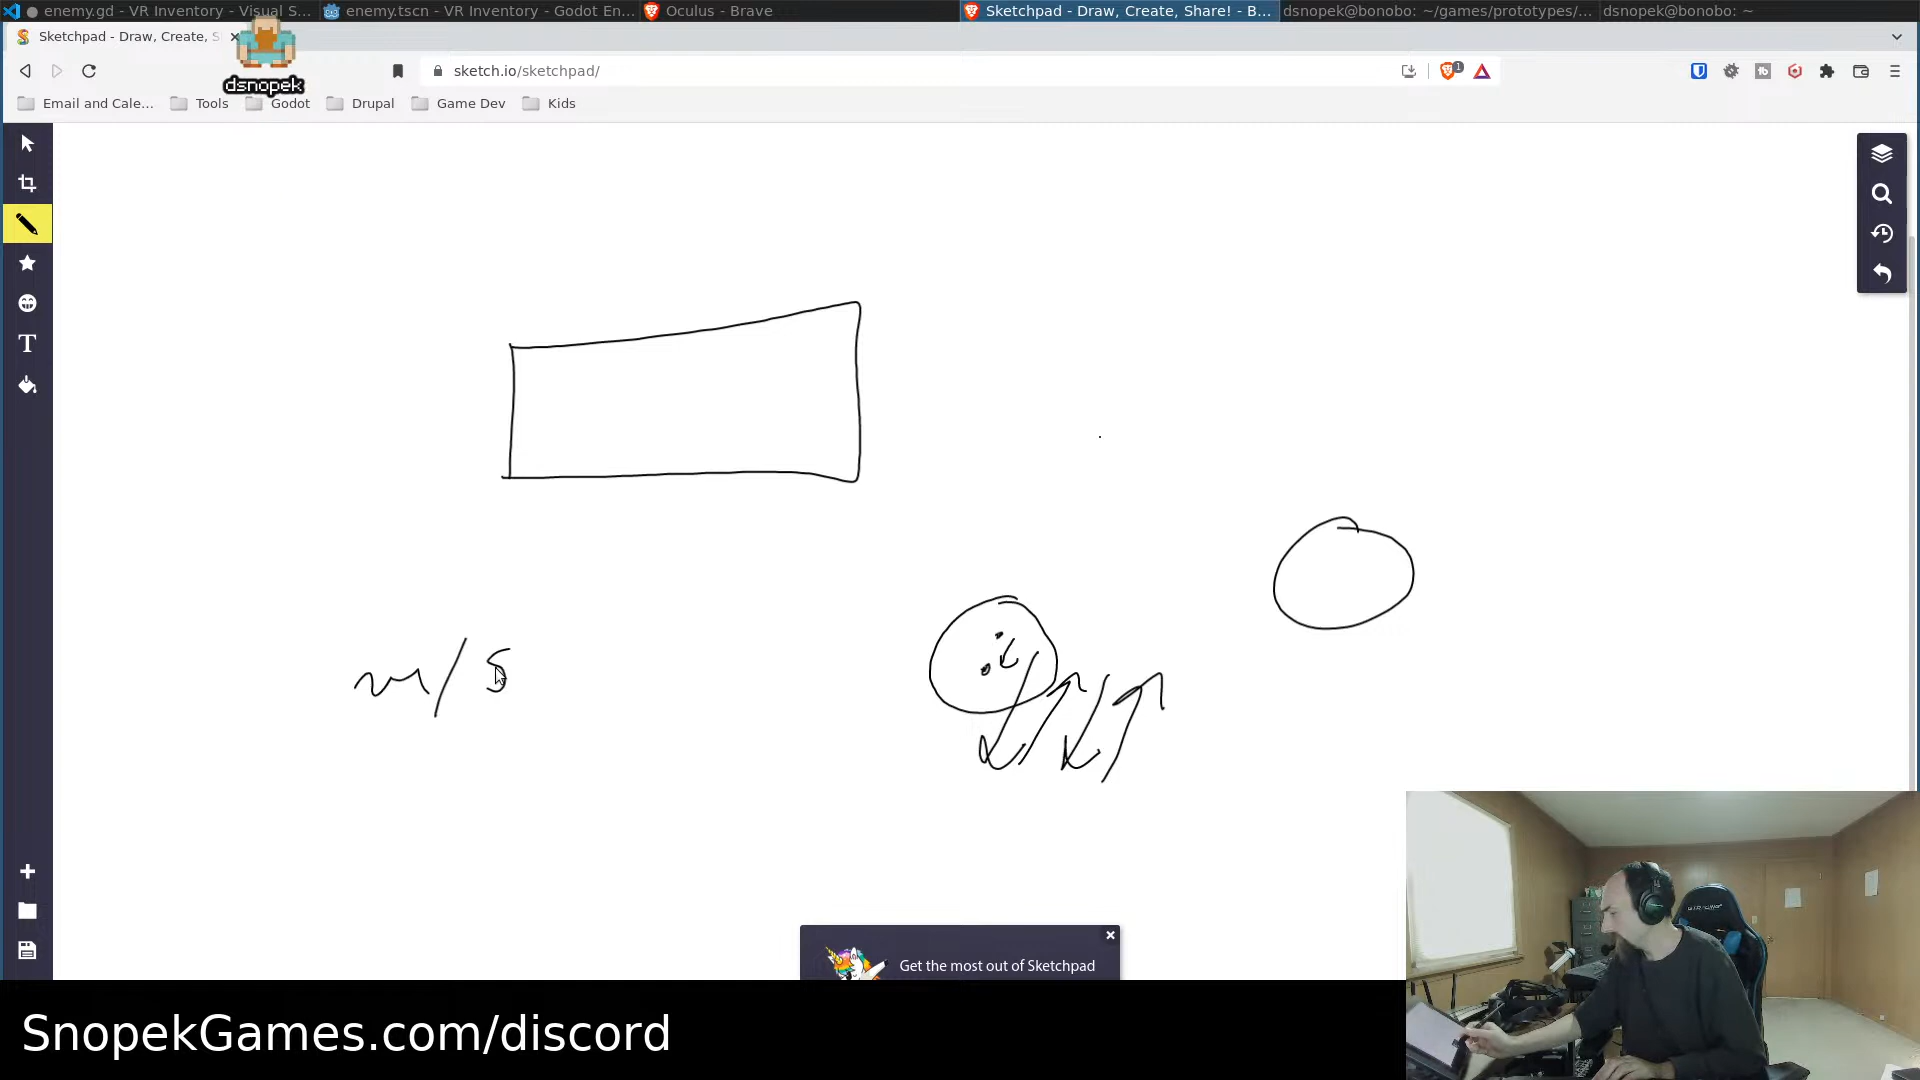 enemy.gd - VR Inventory - Visual S...
enemy.tscn - VR Inventory - Godot En...
Oculus - Brave
Sketchpad - Draw, Create, Share! - B...
dsnopek@bonobo: ~/games/prototypes/...
dsnopek@bonobo: ~
Sketchpad - Draw, Create, S
dsnopek
sketch.io/sketchpad/
1
Email and Cale...
Tools
Godot
Drupal
Game Dev
Kids
T
m/s
Get the most out of Sketchpad
SnopekGames.com/discord